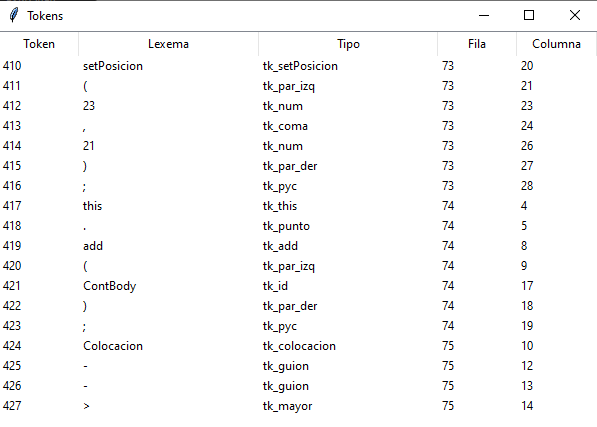 Tokens
Token Lexema Tipo Fila Columna
410 setPosicion tk_setPosicion 73 20
411 ( tk_par_izq 73 21
412 23 tk_num 73 23
413 , tk_coma 73 24
414 21 tk_num 73 26
415 ) tk_par_der 73 27
416 ; tk_pyc 73 28
417 this tk_this 74 4
418 . tk_punto 74 5
419 add tk_add 74 8
420 ( tk_par_izq 74 9
421 ContBody tk_id 74 17
422 ) tk_par_der 74 18
423 ; tk_pyc 74 19
424 Colocacion tk_colocacion 75 10
425 - tk_guion 75 12
426 - tk_guion 75 13
427 > tk_mayor 75 14